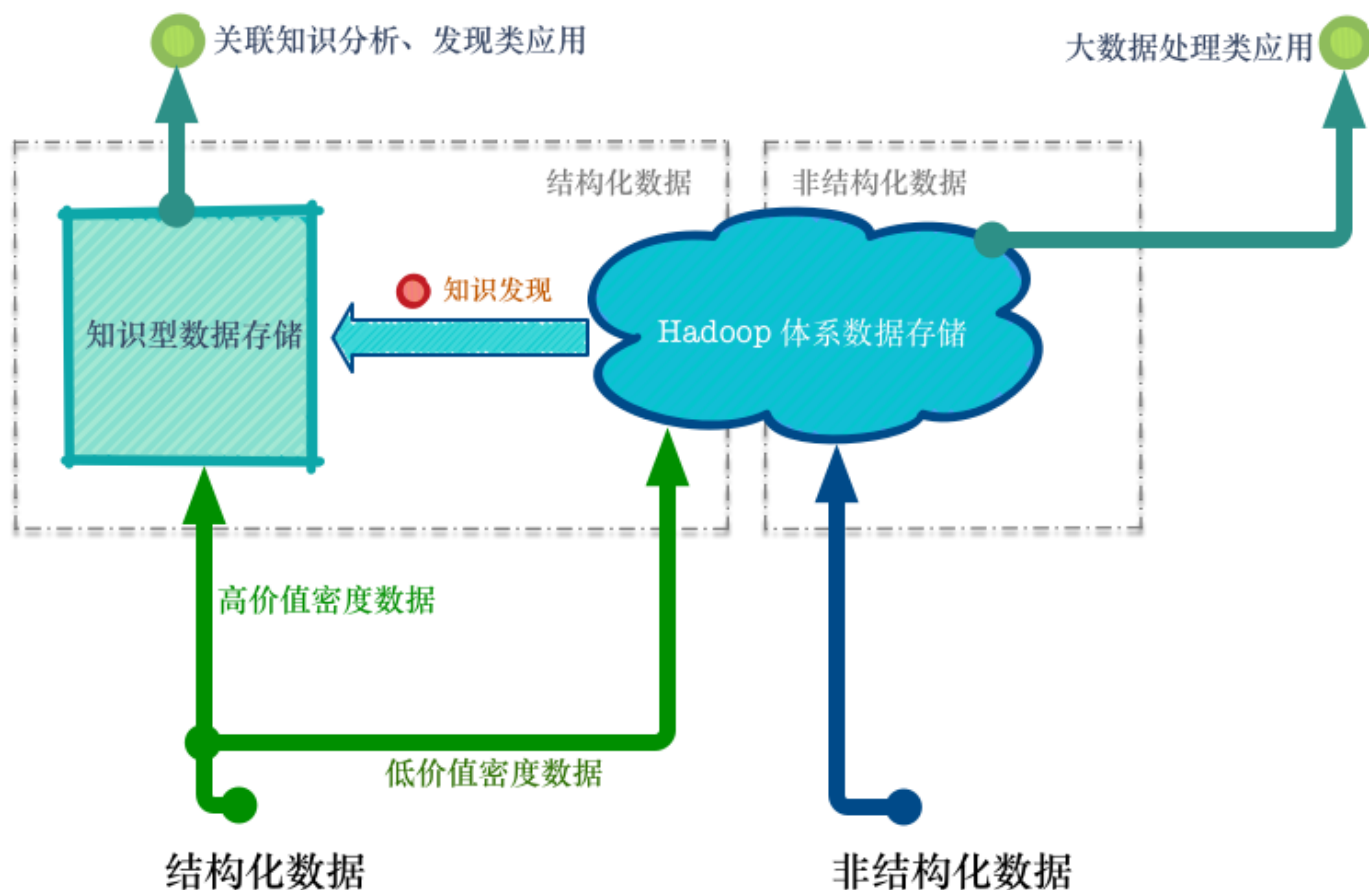 关联知识分析、发现类应用
大数据处理类应用
结构化数据
非结构化数据
知识发现
知识型数据存储
Hadoop 体系数据存储
高价值密度数据
低价值密度数据
结构化数据
非结构化数据